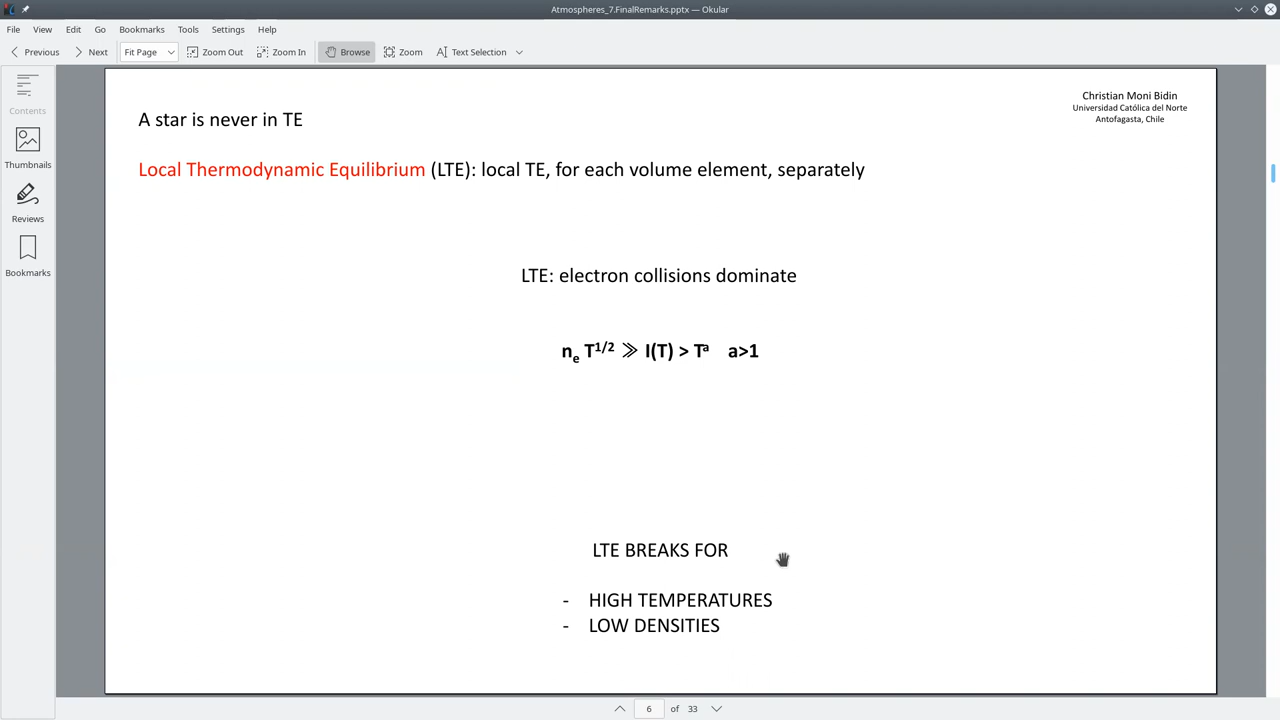 Atmospheres_7.FinalRemarks.pptx — Okular
File View Edit Go Bookmarks Tools Settings Help
Previous Next Fit Page Zoom Out Zoom In Browse Zoom Text Selection
Contents
Thumbnails
Reviews
Bookmarks
Christian Moni Bidin
Universidad Católica del Norte
Antofagasta, Chile
A star is never in TE
Local Thermodynamic Equilibrium (LTE): local TE, for each volume element, separately
LTE: electron collisions dominate
nₑ T¹/² ≫ I(T) > Tᵃ a>1
LTE BREAKS FOR
- HIGH TEMPERATURES
- LOW DENSITIES
6 of 33